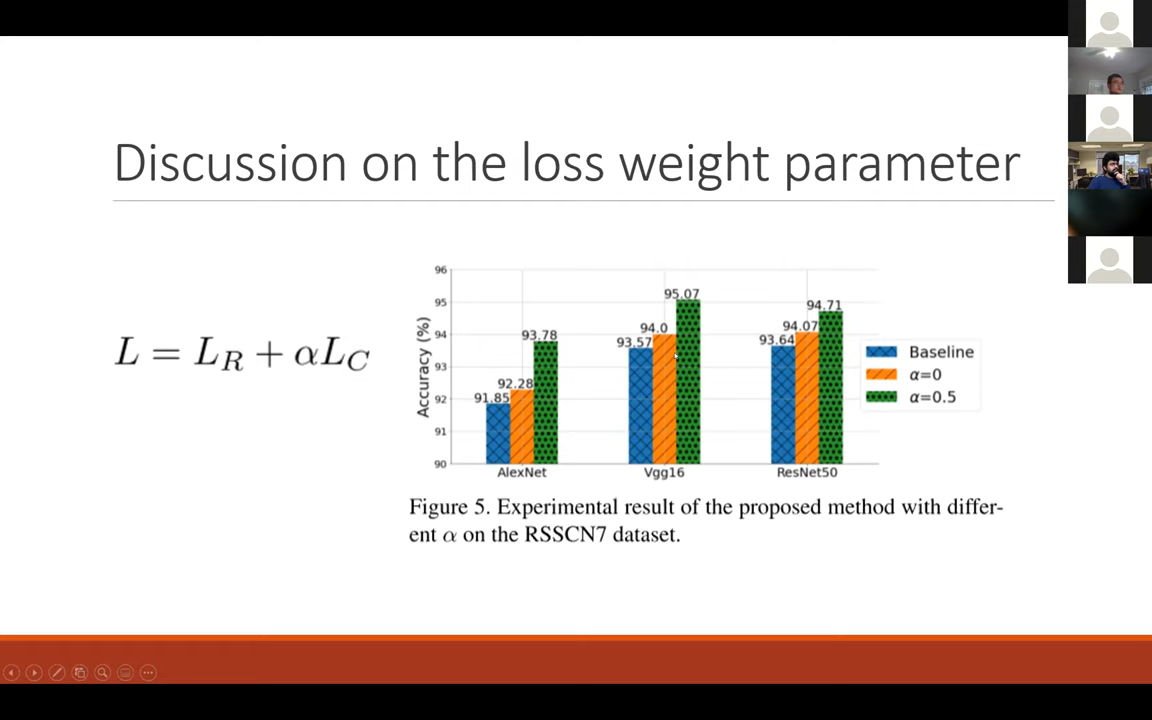 Discussion on the loss weight parameter
L = L_R + αL_C
Accuracy (%)
96
95
94
93
92
91
90
91.85
92.28
93.78
93.57
94.0
95.07
93.64
94.07
94.71
AlexNet
Vgg16
ResNet50
Baseline
α=0
α=0.5
Figure 5. Experimental result of the proposed method with differ-
ent α on the RSSCN7 dataset.